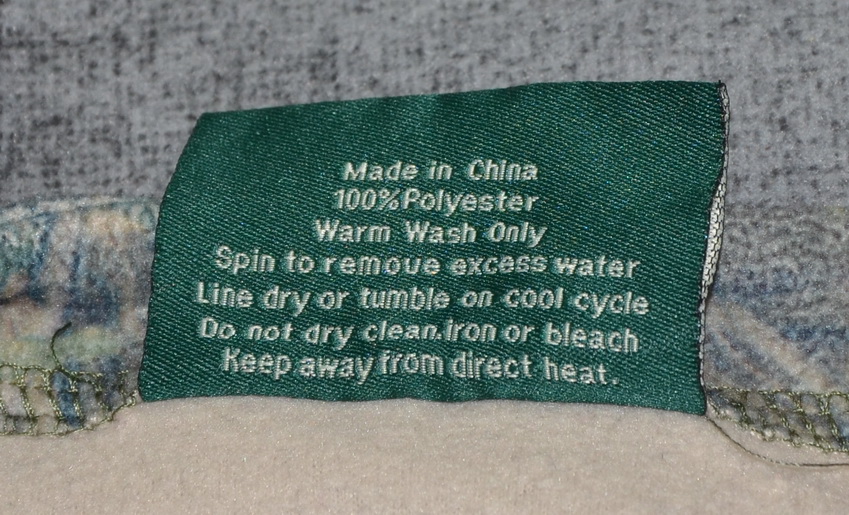 Made in China
100%Polyester
Warm Wash Only
Spin to remove excess water
Line dry or tumble on cool cycle
Do not dry clean.iron or bleach
Keep away from direct heat.